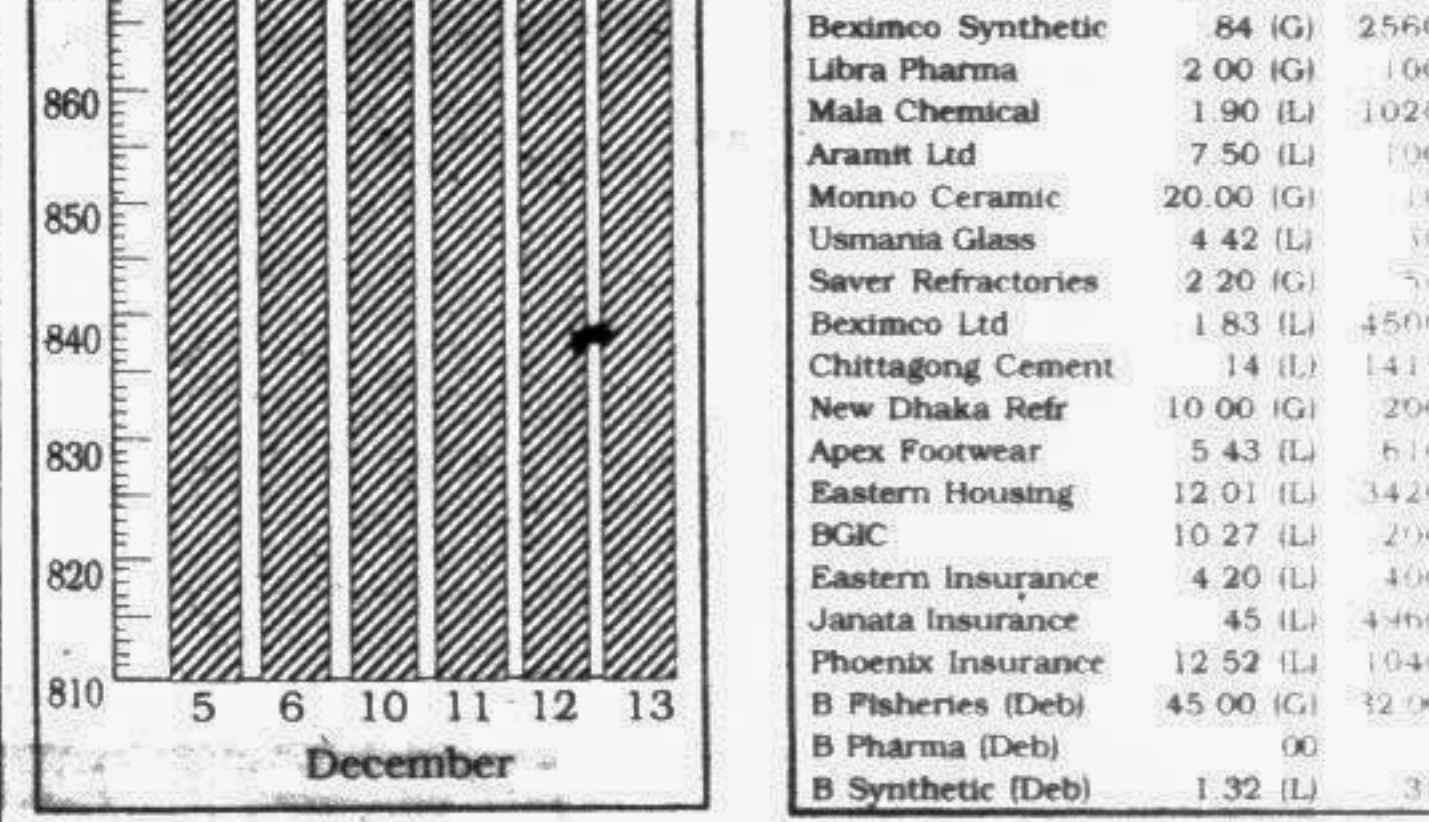 860
850
840
830
820
810
5 6 10 11 12 13
December
Beximco Synthetic 84 (G)
Libra Pharma 2 00 (G)
Mala Chemical 1 90 (L)
Aramit Ltd 7 50 (L)
Monno Ceramic 20.00 (G)
Usmania Glass 4 42 (L)
Saver Refractories 2 20 (G)
Beximco Ltd 1 83 (L)
Chittagong Cement 14 (L)
New Dhaka Refr 10 00 (G)
Apex Footwear 5 43 (L)
Eastern Housing 12 01 (L)
BGIC 10 27 (L)
Eastern Insurance 4 20 (L)
Janata Insurance 45 (L)
Phoenix Insurance 12 52 (L)
B Fisheries (Deb) 45 00 (G)
B Pharma (Deb) 00
B Synthetic (Deb) 1 32 (L)